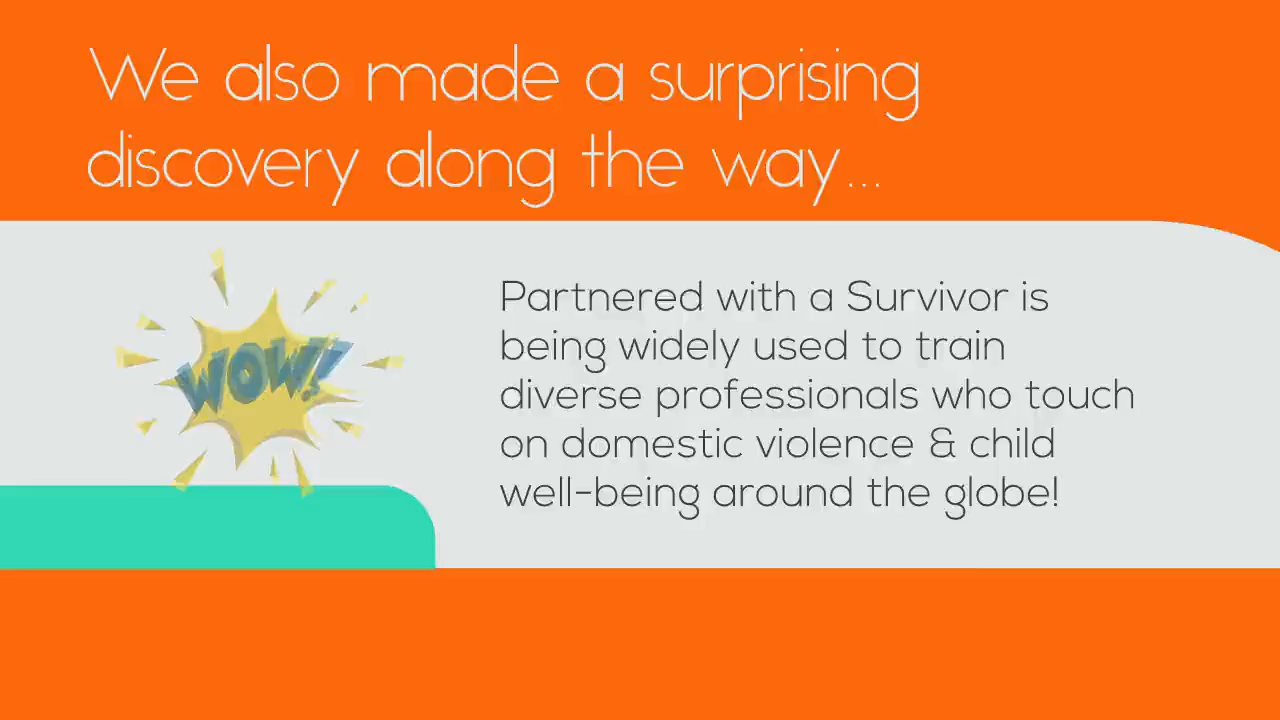 We also made a surprising
discovery along the way...
WOW!!
Partnered with a Survivor is
being widely used to train
diverse professionals who touch
on domestic violence & child
well-being around the globe!